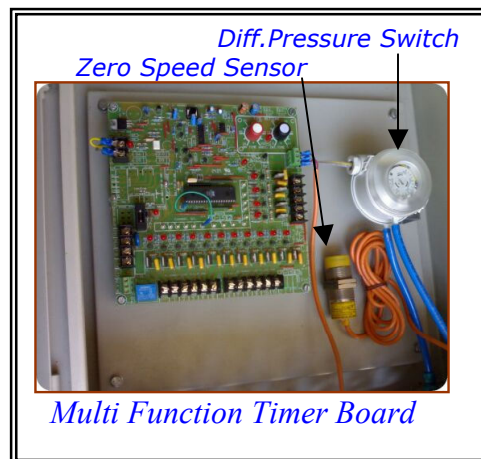 Diff.Pressure Switch
Zero Speed Sensor
Multi Function Timer Board